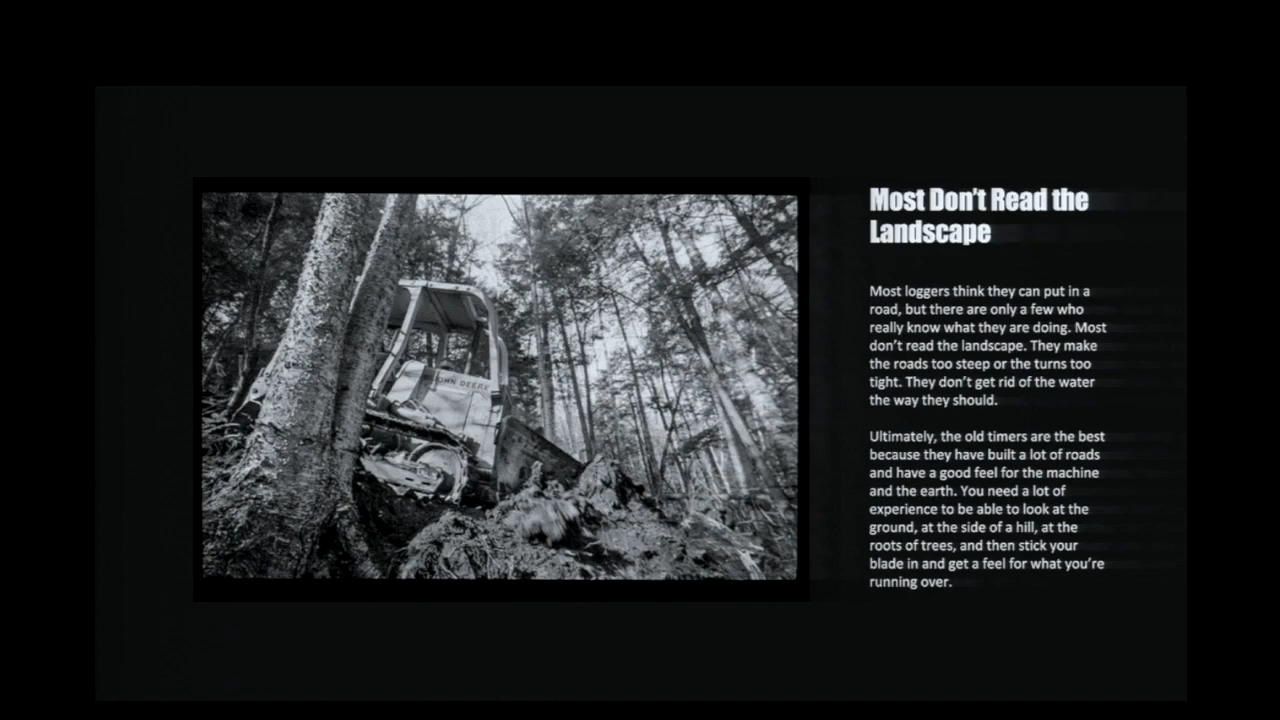 JOHN DEERE
Most Don't Read the
Landscape
Most loggers think they can put in a
road, but there are only a few who
really know what they are doing. Most
don't read the landscape. They make
the roads too steep or the turns too
tight. They don't get rid of the water
the way they should.
Ultimately, the old timers are the best
because they have built a lot of roads
and have a good feel for the machine
and the earth. You need a lot of
experience to be able to look at the
ground, at the side of a hill, at the
roots of trees, and then stick your
blade in and get a feel for what you're
running over.